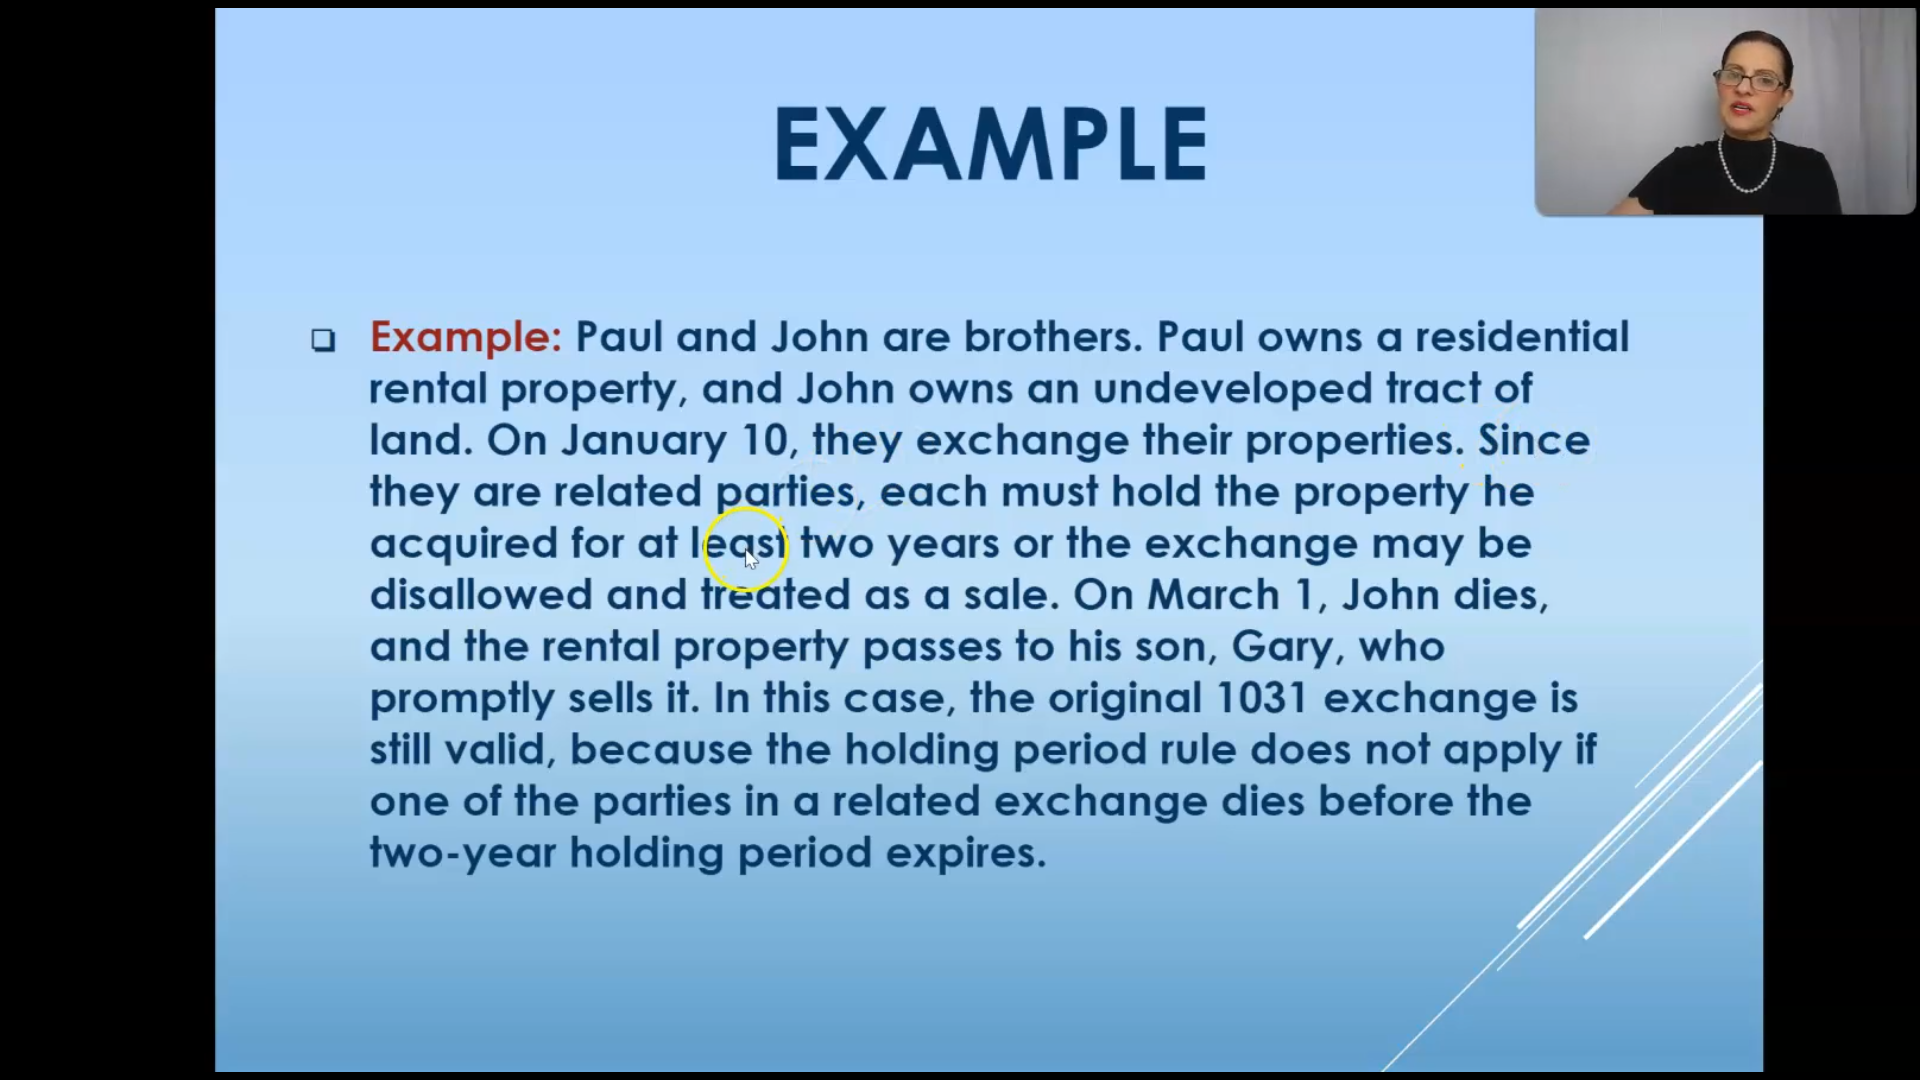 EXAMPLE
Example: Paul and John are brothers. Paul owns a residential
rental property, and John owns an undeveloped tract of
land. On January 10, they exchange their properties. Since
they are related parties, each must hold the property he
acquired for at least two years or the exchange may be
disallowed and treated as a sale. On March 1, John dies,
and the rental property passes to his son, Gary, who
promptly sells it. In this case, the original 1031 exchange is
still valid, because the holding period rule does not apply if
one of the parties in a related exchange dies before the
two-year holding period expires.